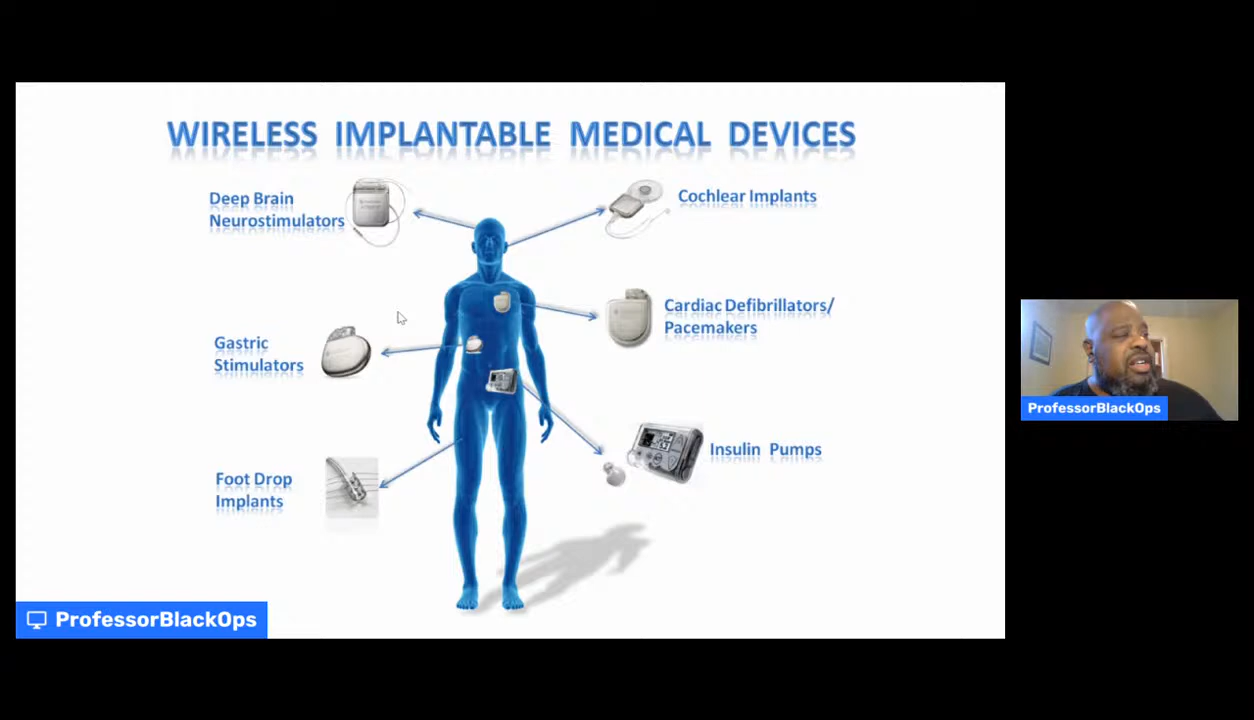 WIRELESS IMPLANTABLE MEDICAL DEVICES
Deep Brain
Neurostimulators
Cochlear Implants
Cardiac Defibrillators/
Pacemakers
Gastric
Stimulators
Insulin Pumps
Foot Drop
Implants
ProfessorBlackOps
ProfessorBlackOps